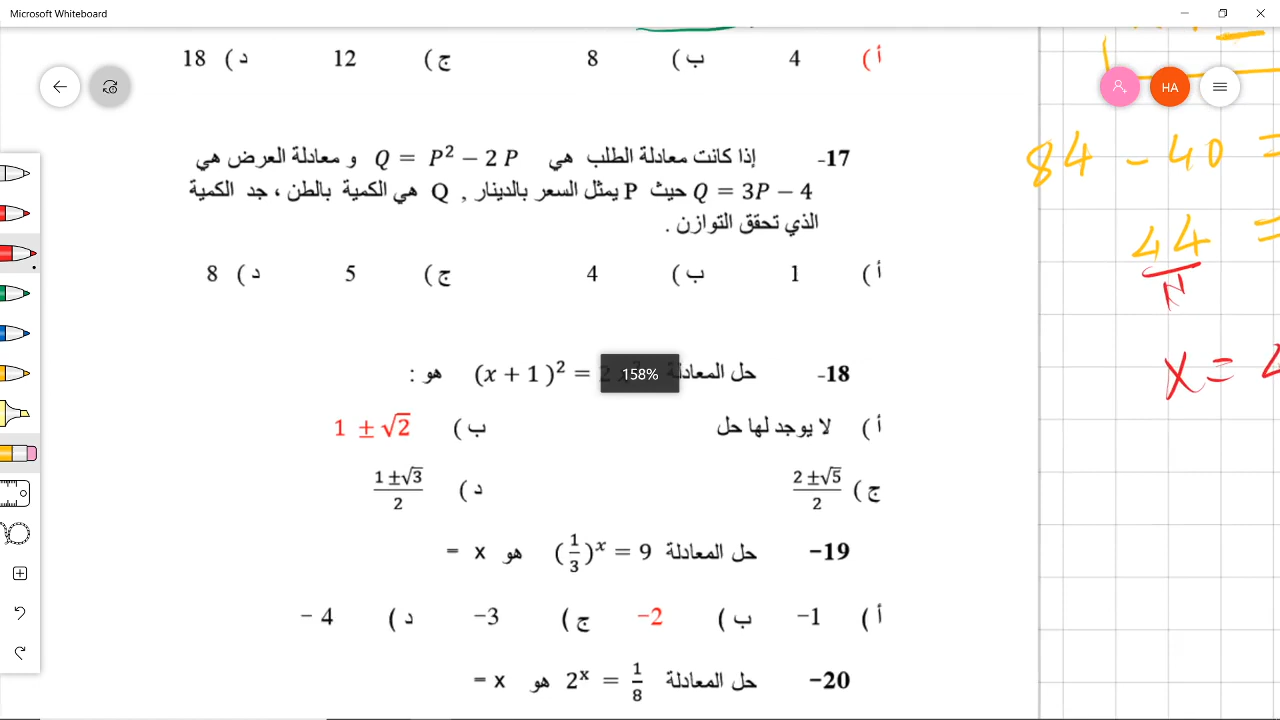 Microsoft Whiteboard
أ ) 4 ب ) 8 ج ) 12 د ) 18
HA
84 - 40 =
17- إذا كانت معادلة الطلب هي Q = P² − 2 P و معادلة العرض هي
Q = 3P − 4 حيث P يمثل السعر بالدينار , Q هي الكمية بالطن ، جد الكمية
الذي تحقق التوازن .
44 =
أ ) 1 ب ) 4 ج ) 5 د ) 8
18- حل المعادلة (x + 1 )² = هو :
158%
x =
أ ) لا يوجد لها حل ب ) 1 ±√2
ج ) (2 ±√5)/2 د ) (1 ±√3)/2
19- حل المعادلة (1/3)ˣ = 9 هو x =
أ ) −1 ب ) −2 ج ) −3 د ) − 4
20- حل المعادلة 2ˣ = 1/8 هو x =